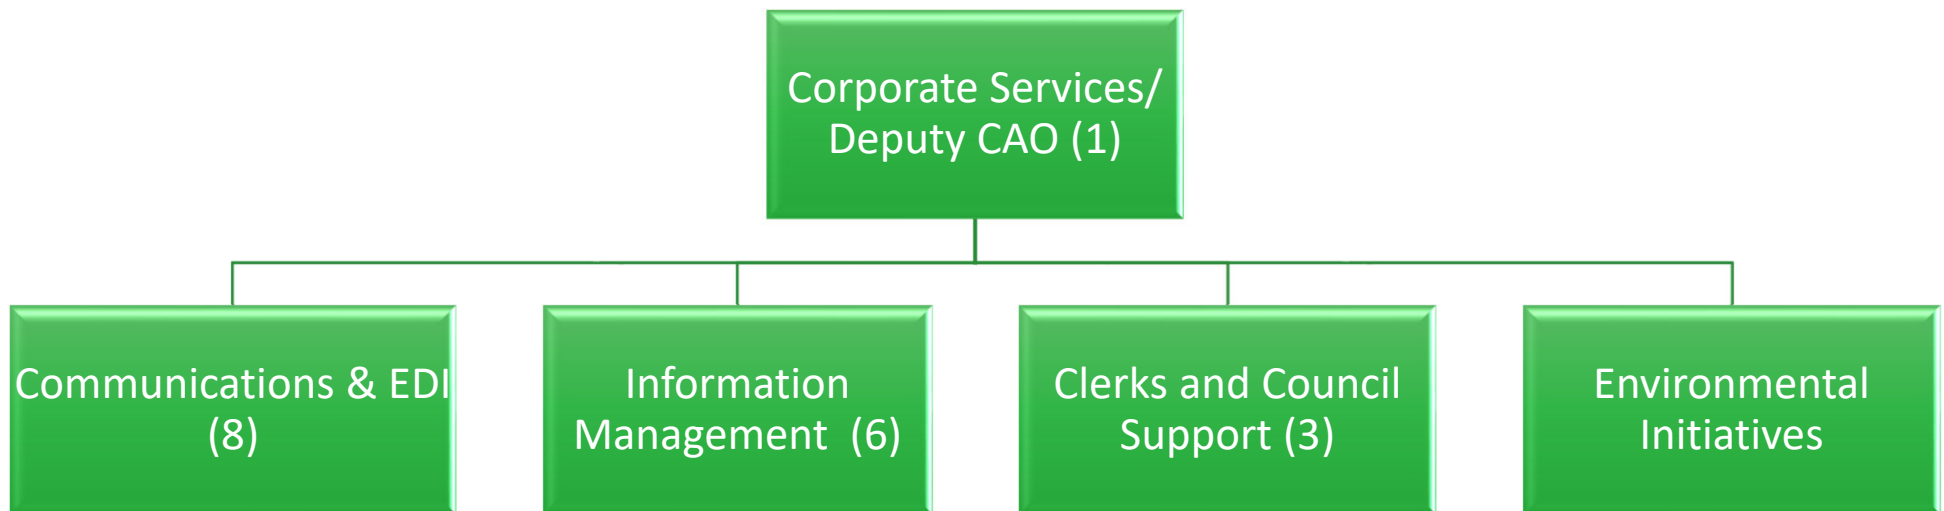 Corporate Services/
Deputy CAO (1)
Communications & EDI
(8)
Information
Management  (6)
Clerks and Council
Support (3)
Environmental
Initiatives